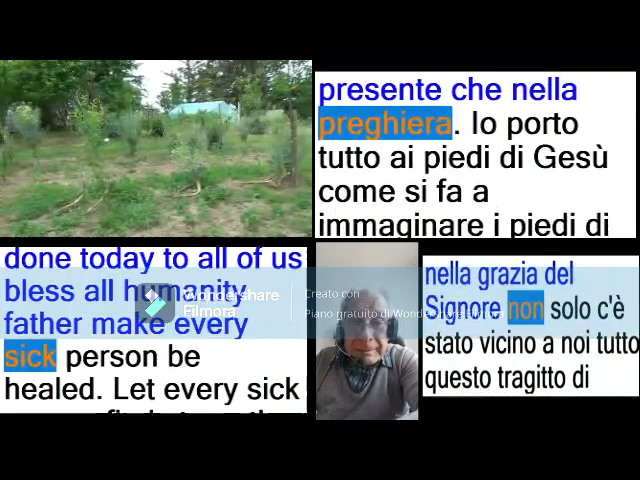 presente che nella
preghiera. Io porto
tutto ai piedi di Gesù
come si fa a
immaginare i piedi di
done today to all of us
bless all humanity
father make every
sick person be
healed. Let every sick
Wondershare
Filmora
Creato con
Piano gratuito di Wondershare Filmora
nella grazia del
Signore non solo c'è
stato vicino a noi tutto
questo tragitto di